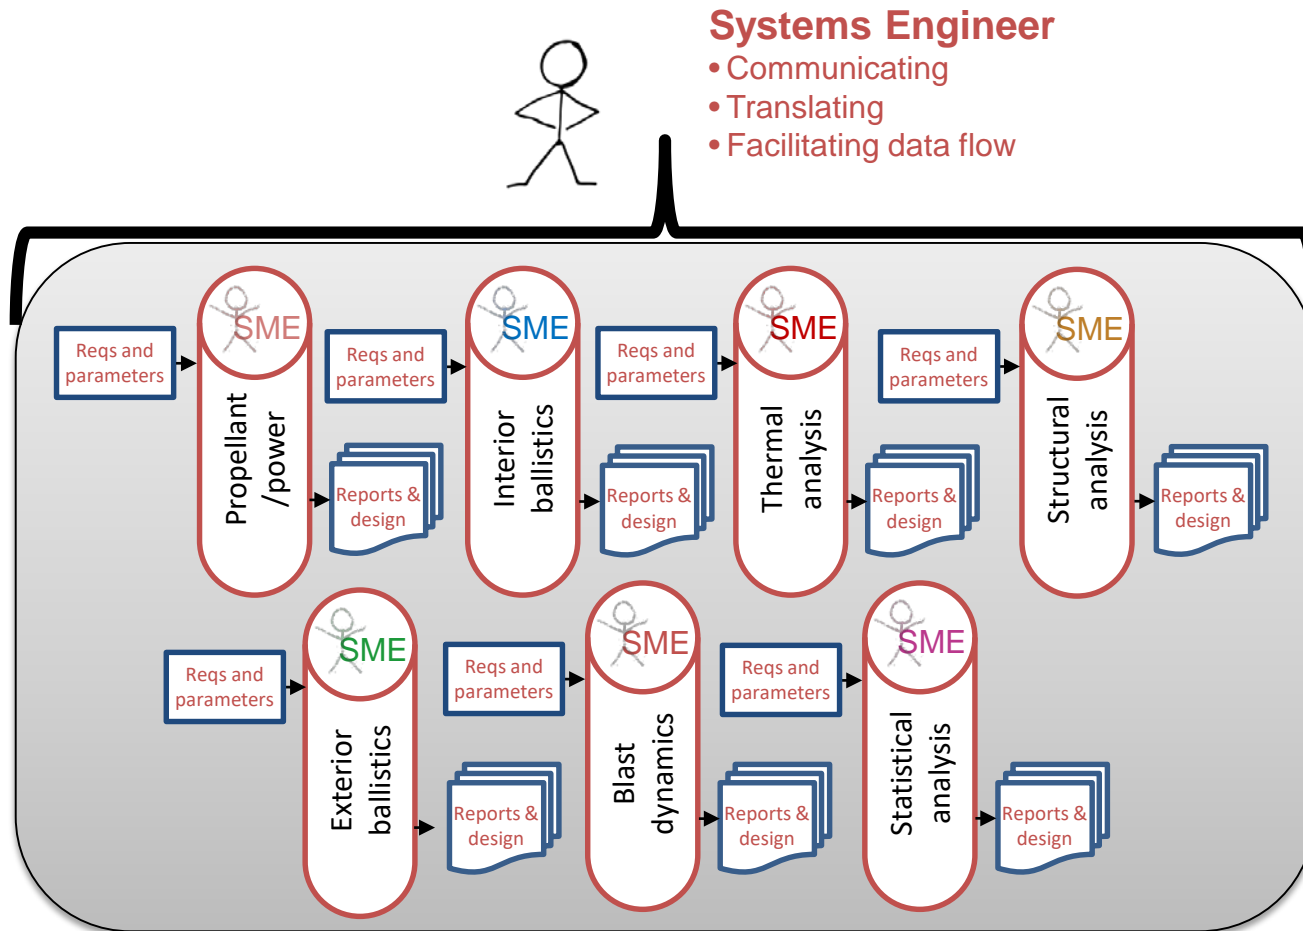 Systems Engineer
• Communicating
• Translating
• Facilitating data flow
SME
Reqs and
parameters
Propellant
/power
Reports &
design
SME
Reqs and
parameters
Interior
ballistics
Reports &
design
SME
Reqs and
parameters
Thermal
analysis
Reports &
design
SME
Reqs and
parameters
Structural
analysis
Reports &
design
SME
Reqs and
parameters
Exterior
ballistics
Reports &
design
SME
Reqs and
parameters
Blast
dynamics
Reports &
design
SME
Reqs and
parameters
Statistical
analysis
Reports &
design